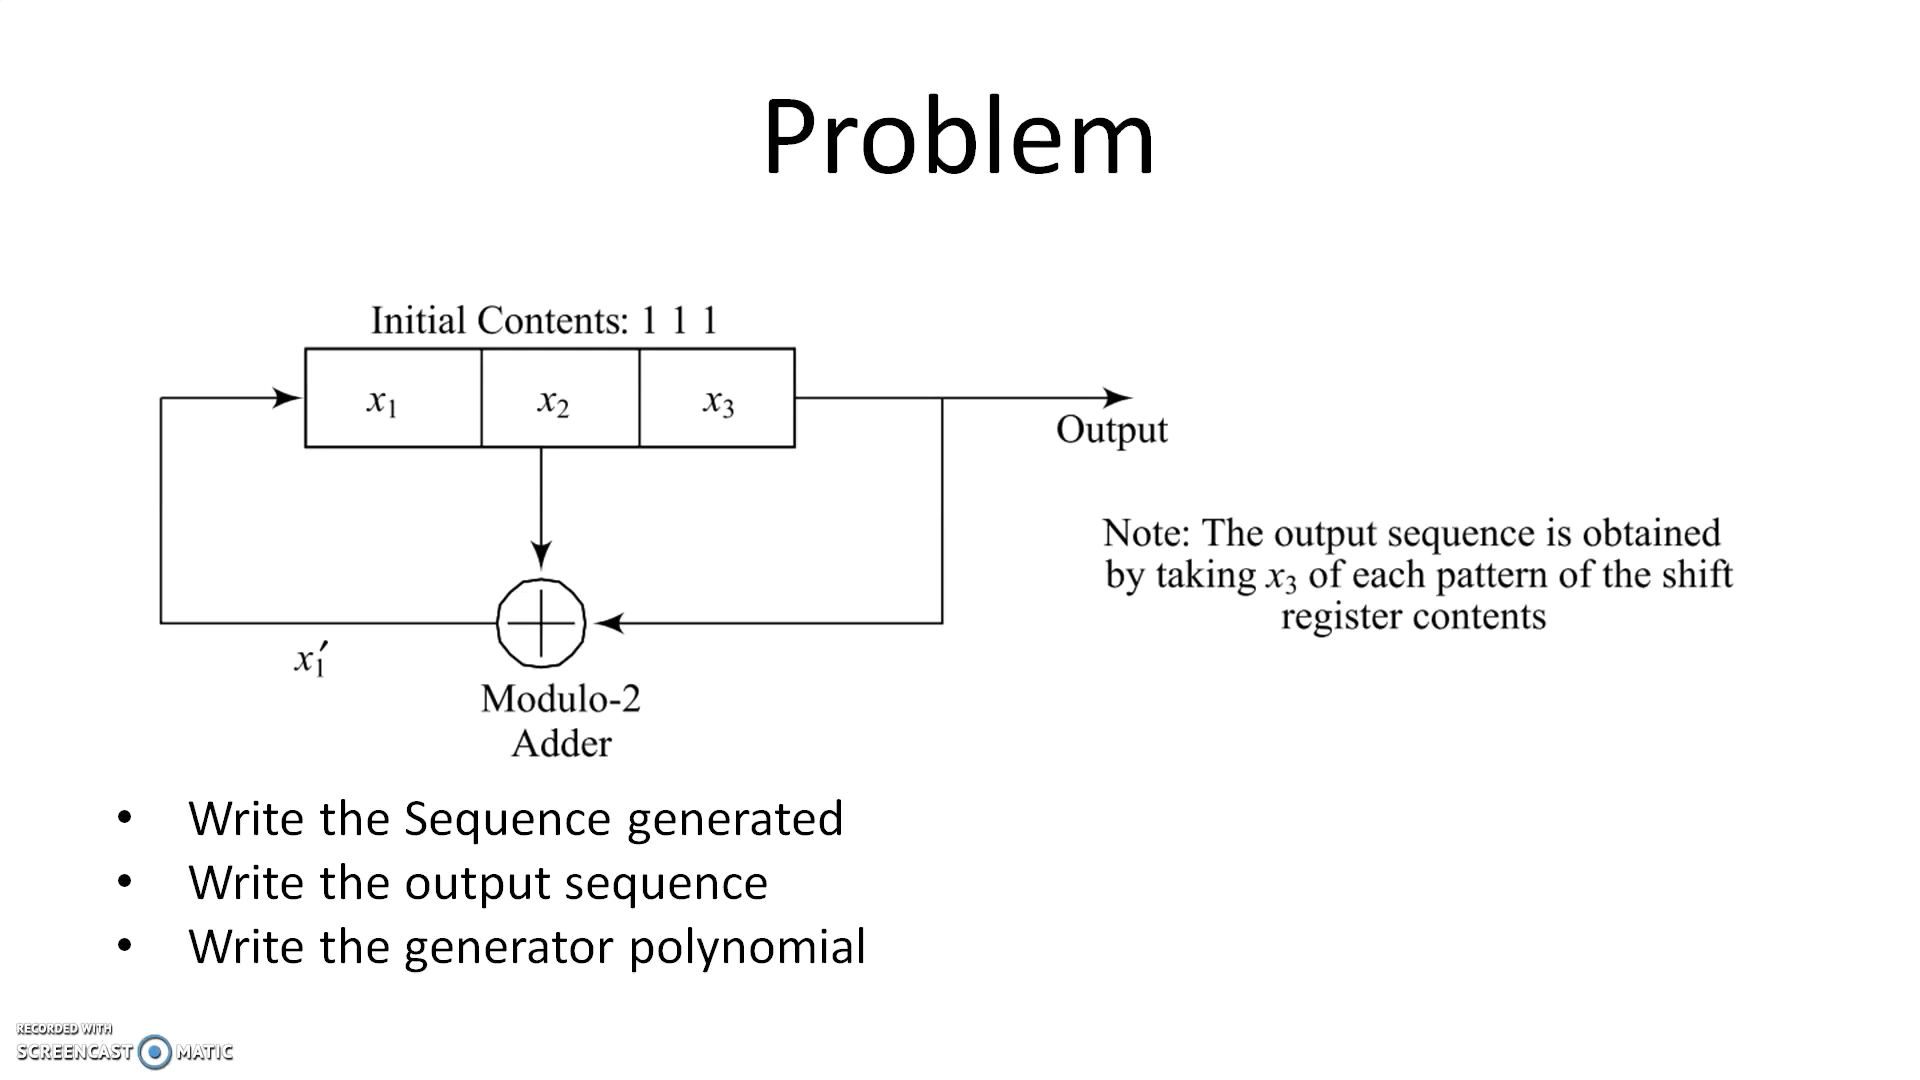 Problem
Initial Contents: 1 1 1
x₁ x₂ x₃
Output
Note: The output sequence is obtained
by taking x₃ of each pattern of the shift
register contents
x₁′
Modulo-2
Adder
• Write the Sequence generated
• Write the output sequence
• Write the generator polynomial
RECORDED WITH
SCREENCAST MATIC